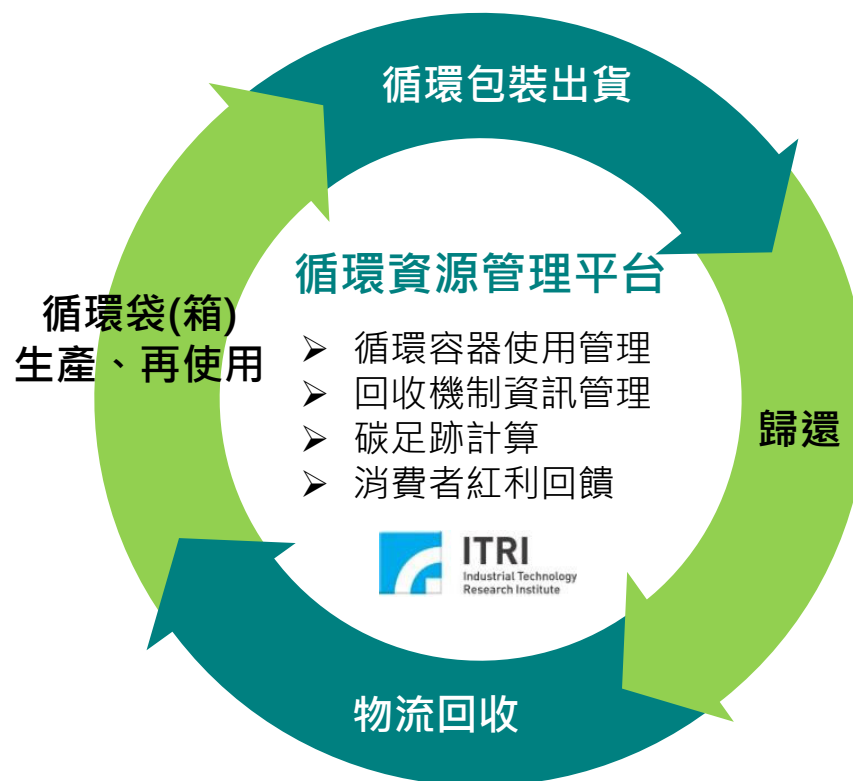 循環包裝出貨
循環資源管理平台
循環袋(箱)
生產、再使用
➢ 循環容器使用管理
➢ 回收機制資訊管理
➢ 碳足跡計算
➢ 消費者紅利回饋
歸還
ITRI
Industrial Technology
Research Institute
物流回收